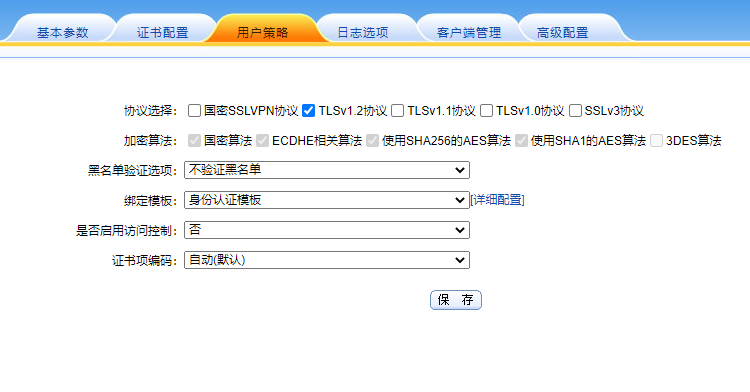 基本参数 证书配置 用户策略 日志选项 客户端管理 高级配置
协议选择: 国密SSLVPN协议 TLSv1.2协议 TLSv1.1协议 TLSv1.0协议 SSLv3协议
加密算法: 国密算法 ECDHE相关算法 使用SHA256的AES算法 使用SHA1的AES算法 3DES算法
黑名单验证选项: 不验证黑名单
绑定模板: 身份认证模板 [详细配置]
是否启用访问控制: 否
证书项编码: 自动(默认)
保 存